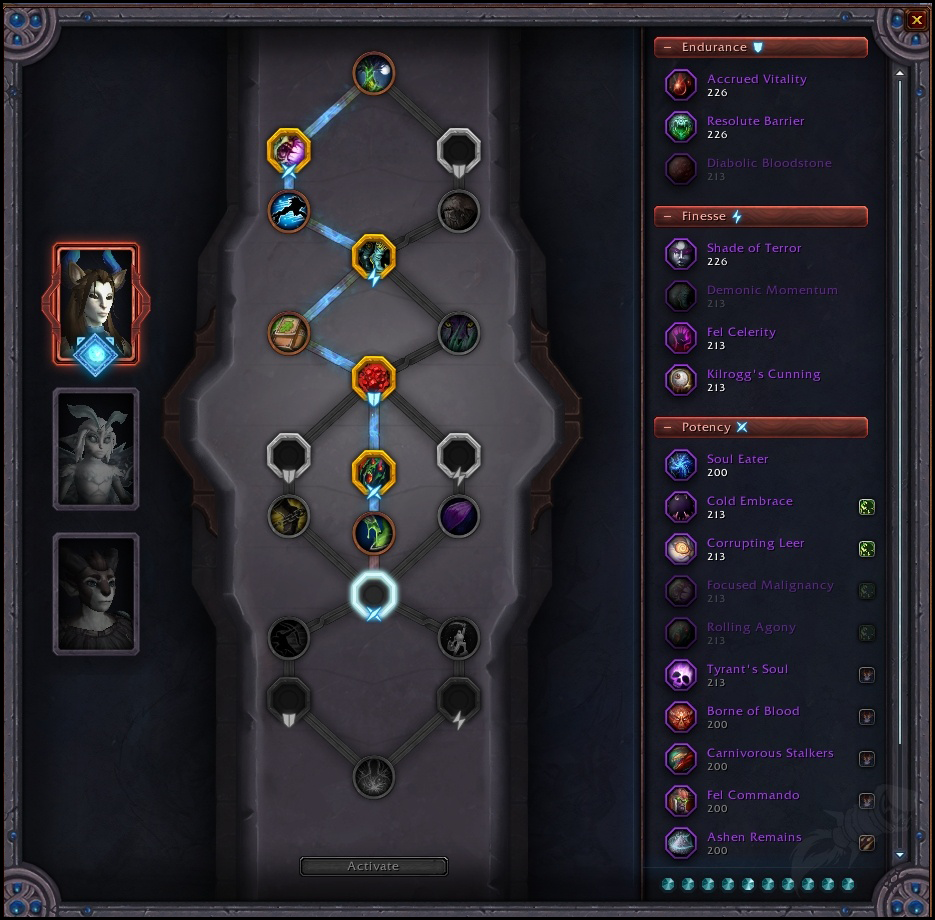 Endurance
Accrued Vitality
226
Resolute Barrier
226
Diabolic Bloodstone
213
Finesse
Shade of Terror
226
Demonic Momentum
213
Fel Celerity
213
Kilrogg's Cunning
213
Potency
Soul Eater
200
Cold Embrace
213
Corrupting Leer
213
Focused Malignancy
213
Rolling Agony
213
Tyrant's Soul
213
Borne of Blood
200
Carnivorous Stalkers
200
Fel Commando
200
Ashen Remains
200
Activate